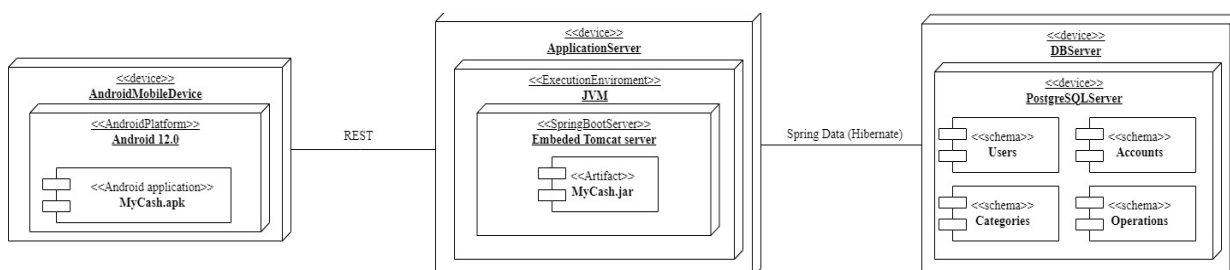 <<device>>
AndroidMobileDevice
<<AndroidPlatform>>
Android 12.0
<<Android application>>
MyCash.apk
REST
<<device>>
ApplicationServer
<<ExecutionEnviroment>>
JVM
<<SpringBootServer>>
Embeded Tomcat server
<<Artifact>>
MyCash.jar
Spring Data (Hibernate)
<<device>>
DBServer
<<device>>
PostgreSQLServer
<<schema>>
Users
<<schema>>
Accounts
<<schema>>
Categories
<<schema>>
Operations